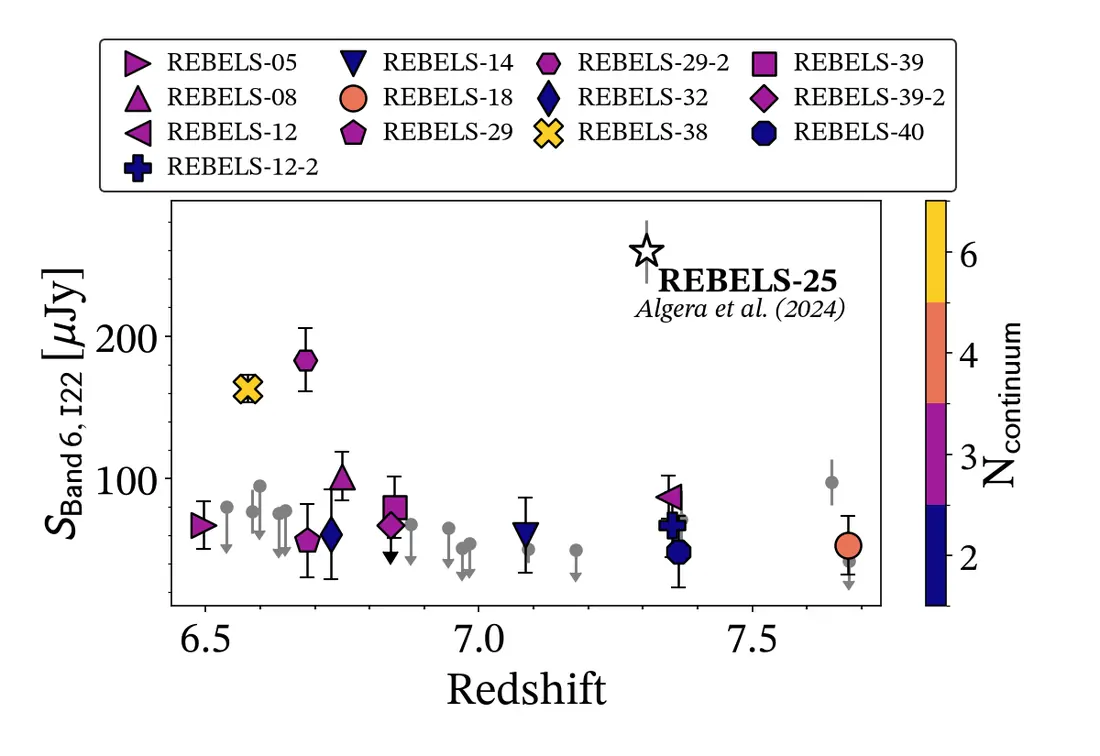 REBELS-05 REBELS-14 REBELS-29-2 REBELS-39
REBELS-08 REBELS-18 REBELS-32 REBELS-39-2
REBELS-12 REBELS-29 REBELS-38 REBELS-40
REBELS-12-2
REBELS-25
Algera et al. (2024)
S_Band 6, I22 [μJy]
200
100
6.5 7.0 7.5
Redshift
6
4
3
2
N_continuum